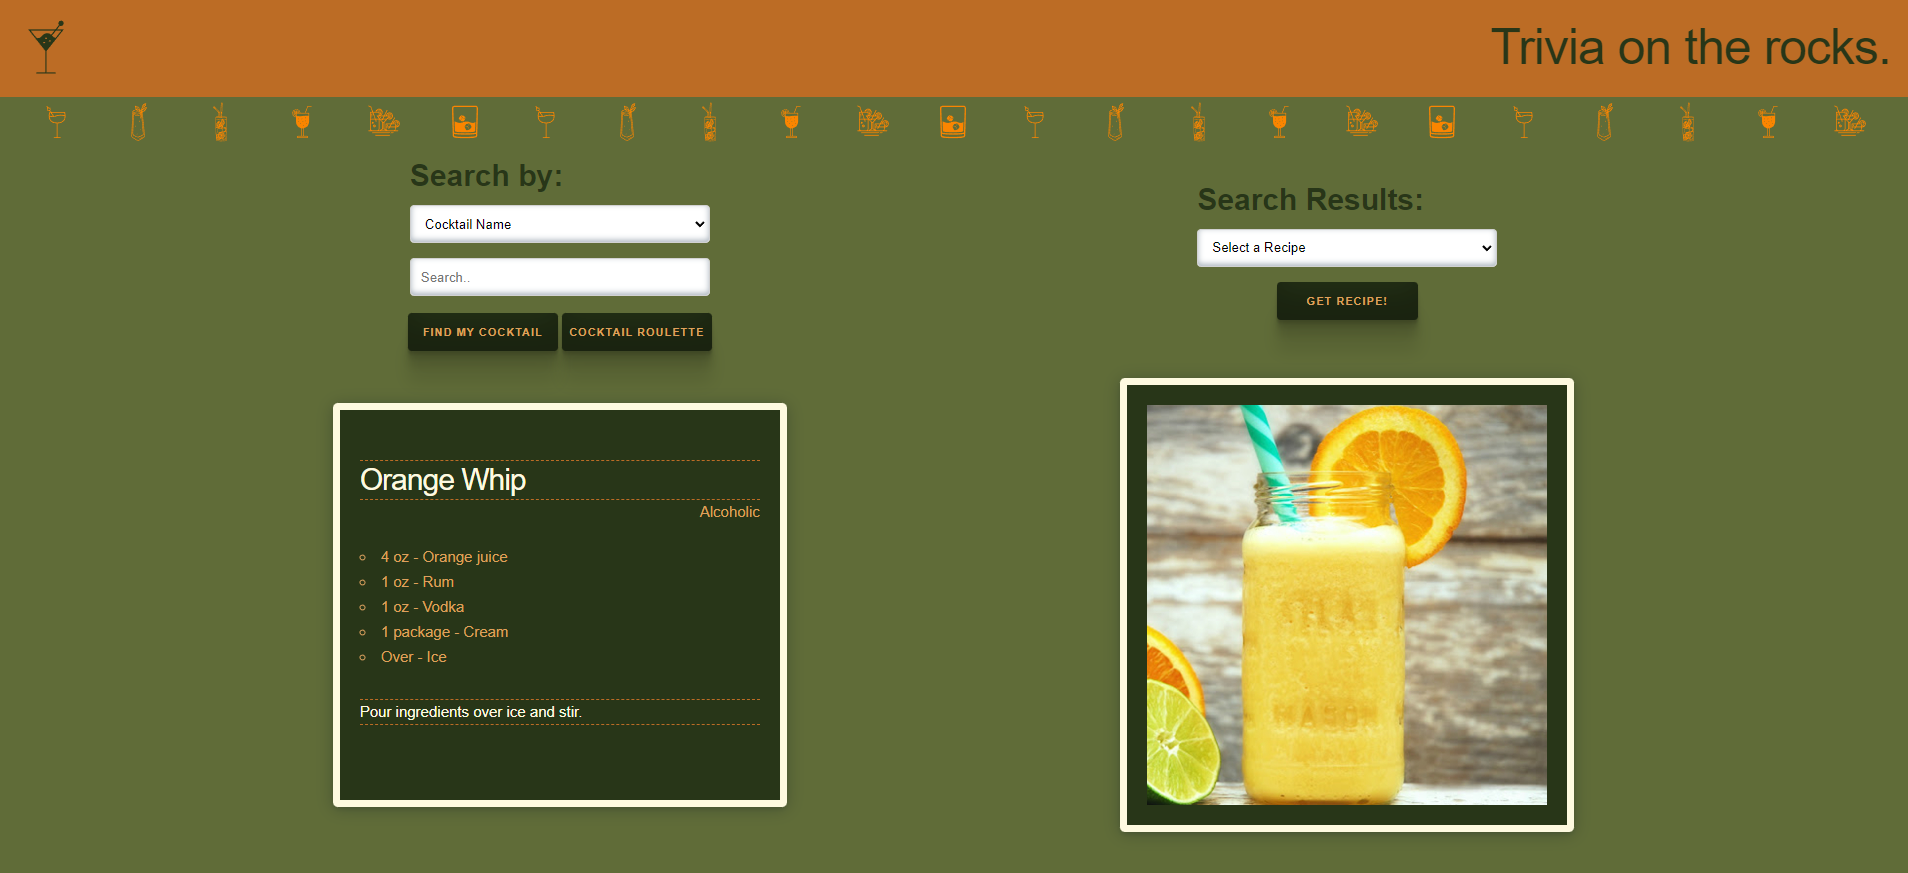 Trivia on the rocks.
Search by:
Cocktail Name
Search..
FIND MY COCKTAIL
COCKTAIL ROULETTE
Orange Whip
Alcoholic
4 oz - Orange juice
1 oz - Rum
1 oz - Vodka
1 package - Cream
Over - Ice
Pour ingredients over ice and stir.
Search Results:
Select a Recipe
GET RECIPE!
MASON